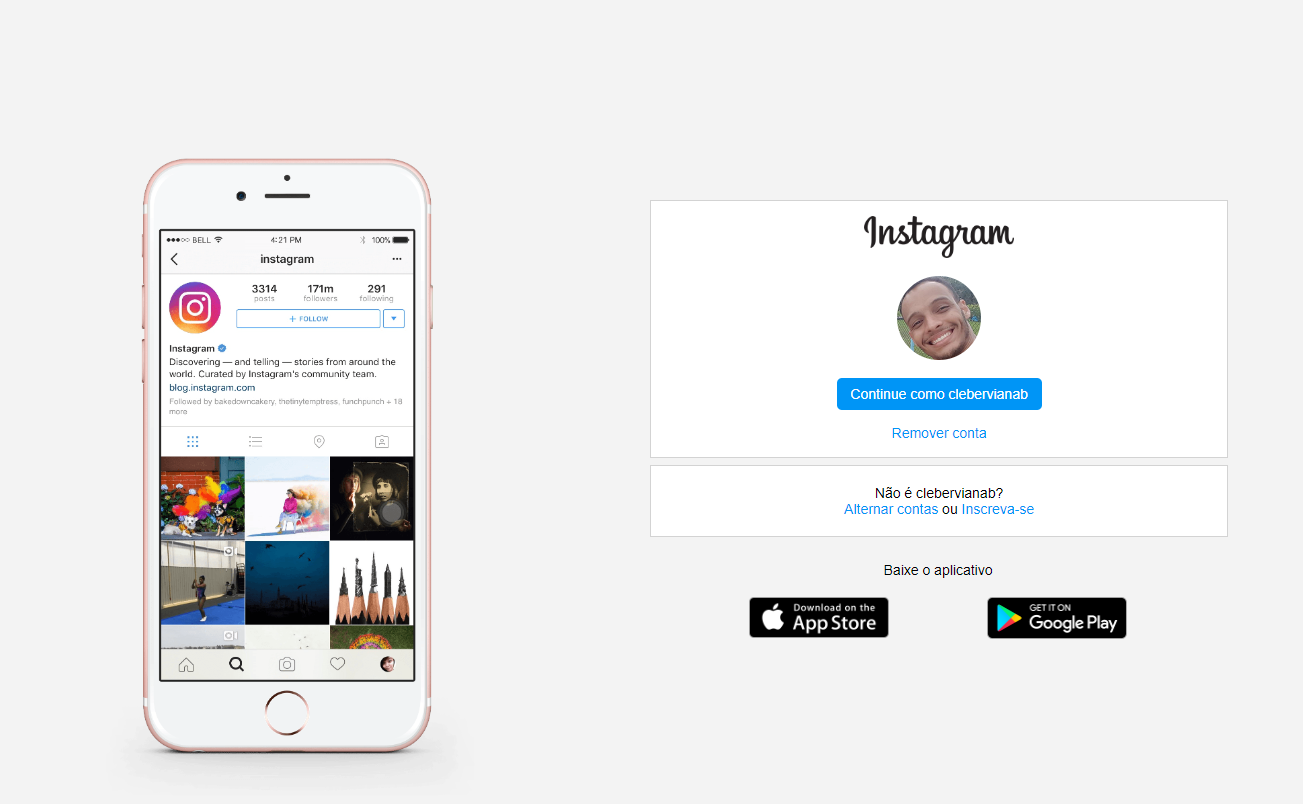 BELL 4:21 PM 100%
instagram
3314 171m 291
posts followers following
+ FOLLOW
Instagram
Discovering — and telling — stories from around the
world. Curated by Instagram's community team.
blog.instagram.com
Followed by bakedowncakery, thetinytemptress, funchpunch + 18
more
Instagram
Continue como clebervianab
Remover conta
Não é clebervianab?
Alternar contas ou Inscreva-se
Baixe o aplicativo
Download on the
App Store
GET IT ON
Google Play